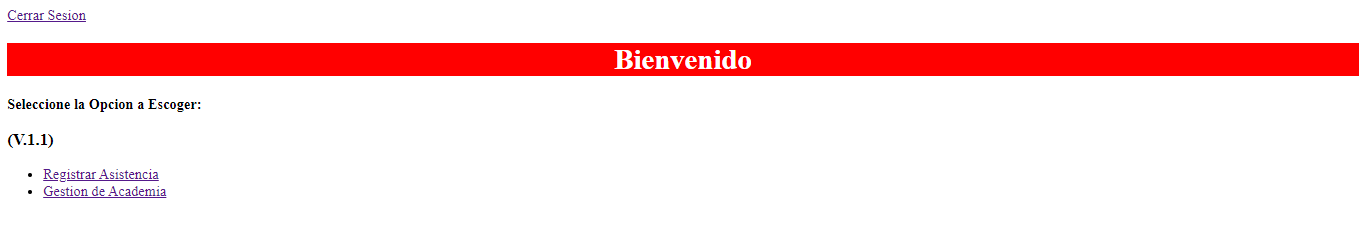 Cerrar Sesion
Bienvenido
Seleccione la Opcion a Escoger:
(V.1.1)
Registrar Asistencia
Gestion de Academia